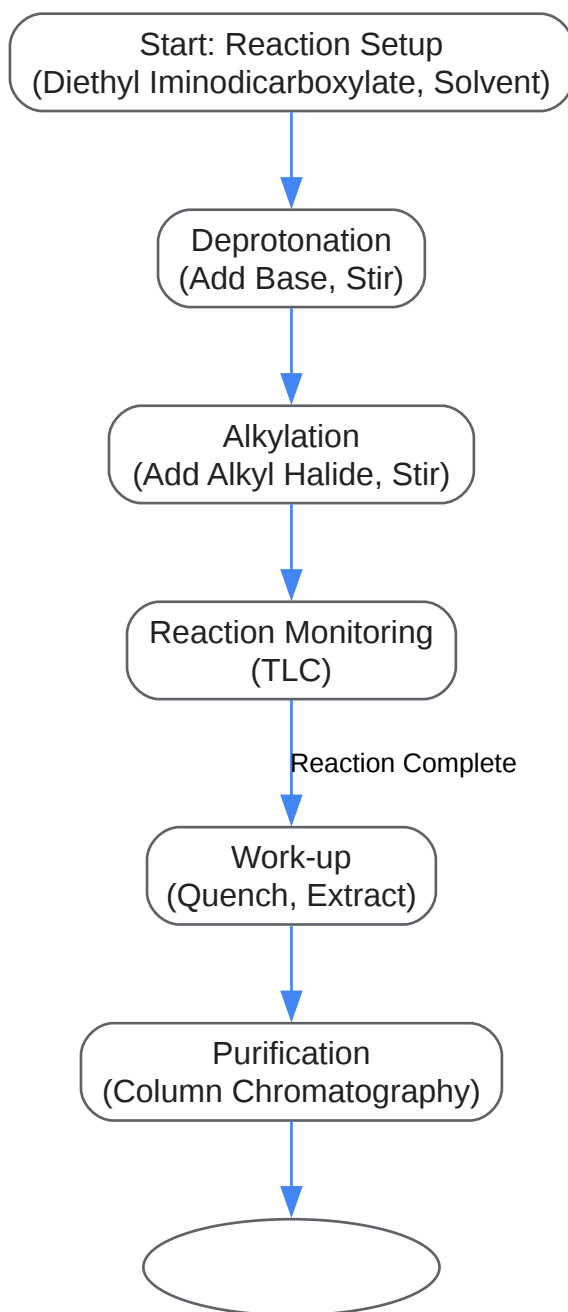 Start: Reaction Setup
(Diethyl Iminodicarboxylate, Solvent)
Deprotonation
(Add Base, Stir)
Alkylation
(Add Alkyl Halide, Stir)
Reaction Monitoring
(TLC)
Reaction Complete
Work-up
(Quench, Extract)
Purification
(Column Chromatography)